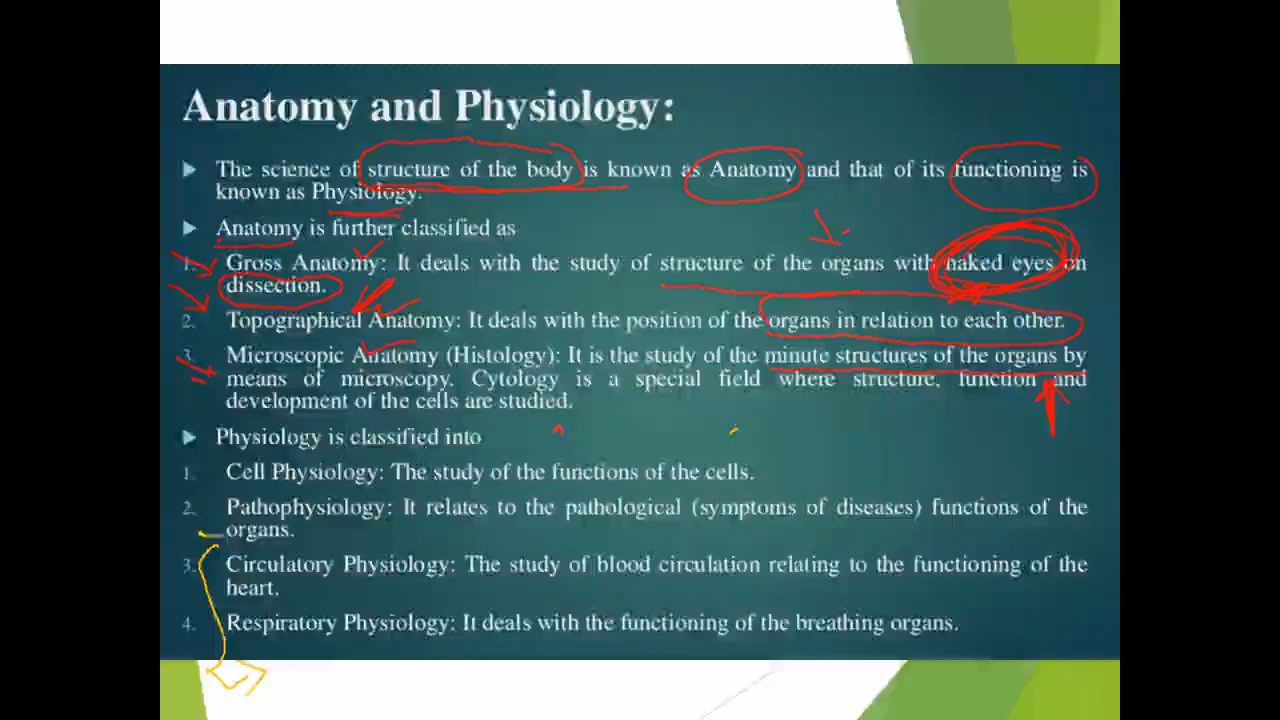 Anatomy and Physiology:
The science of structure of the body is known as Anatomy and that of its functioning is
known as Physiology.
Anatomy is further classified as
1. Gross Anatomy: It deals with the study of structure of the organs with naked eyes on
dissection.
2. Topographical Anatomy: It deals with the position of the organs in relation to each other.
3. Microscopic Anatomy (Histology): It is the study of the minute structures of the organs by
means of microscopy. Cytology is a special field where structure, function and
development of the cells are studied.
Physiology is classified into
1. Cell Physiology: The study of the functions of the cells.
2. Pathophysiology: It relates to the pathological (symptoms of diseases) functions of the
organs.
3. Circulatory Physiology: The study of blood circulation relating to the functioning of the
heart.
4. Respiratory Physiology: It deals with the functioning of the breathing organs.